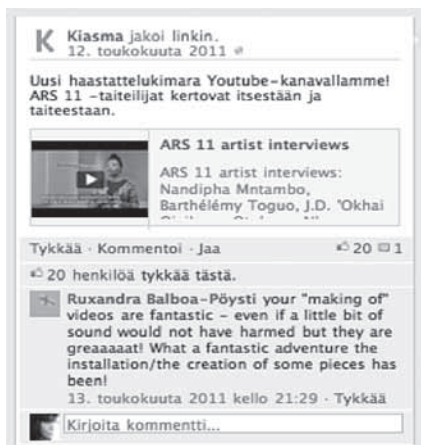 K Kiasma jakoi linkin.
12. toukokuuta 2011
Uusi haastattelukimara Youtube-kanavallamme!
ARS 11 -taiteilijat kertovat itsestään ja
taiteestaan.
ARS 11 artist interviews
ARS 11 artist interviews:
Nandipha Mntambo,
Barthélémy Toguo, J.D. 'Okhai
Tykkää · Kommentoi · Jaa 20 1
20 henkilöä tykkää tästä.
Ruxandra Balboa-Pöysti your "making of"
videos are fantastic - even if a little bit of
sound would not have harmed but they are
greaaaaat! What a fantastic adventure the
installation/the creation of some pieces has
been!
13. toukokuuta 2011 kello 21:29 · Tykkää
Kirjoita kommentti...